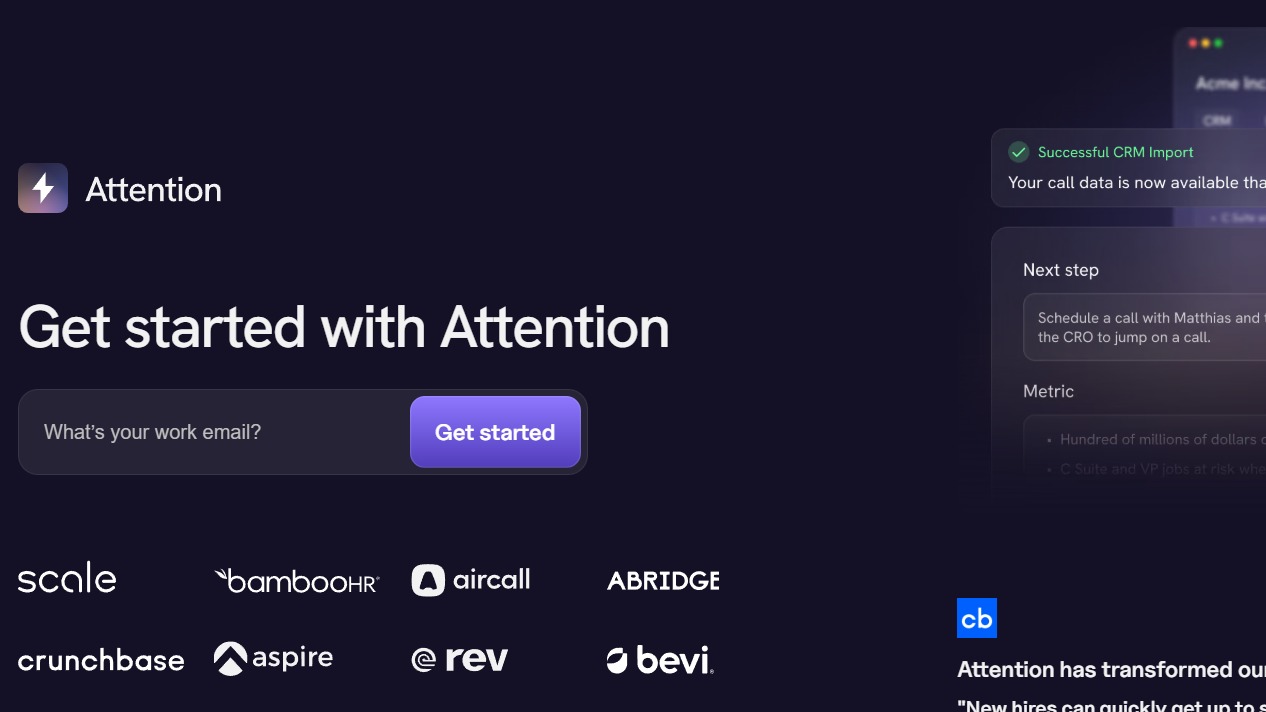 Attention
Get started with Attention
What's your work email?
Get started
scale
bambooHR
aircall
ABRIDGE
crunchbase
aspire
rev
bevi
Acme Inc
CRM
Successful CRM Import
Your call data is now available tha
C Suite
Next step
Schedule a call with Matthias and
the CRO to jump on a call.
Metric
• Hundred of millions of dollars
• C Suite and VP jobs at risk whe
cb
Attention has transformed our
"New hires can quickly get up to s